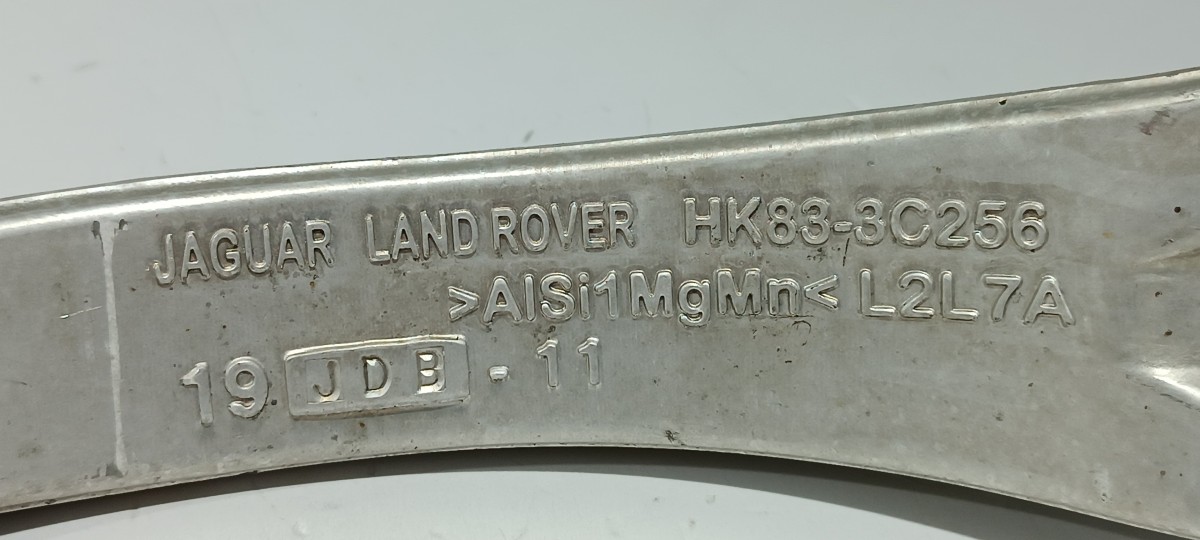 JAGUAR LAND ROVER HK83-3C256
>AlSi1MgMn< L2L7A
19 JDB - 11